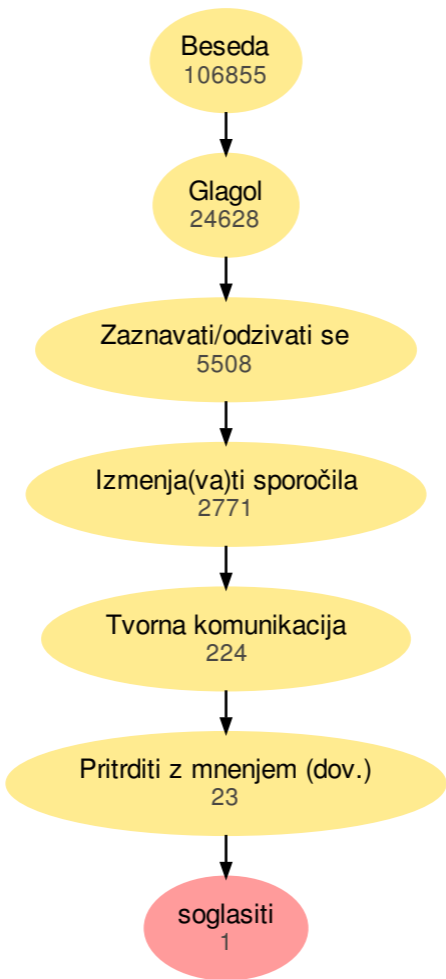 Beseda
106855
Glagol
24628
Zaznavati/odzivati se
5508
Izmenja(va)ti sporočila
2771
Tvorna komunikacija
224
Pritrditi z mnenjem (dov.)
23
soglasiti
1